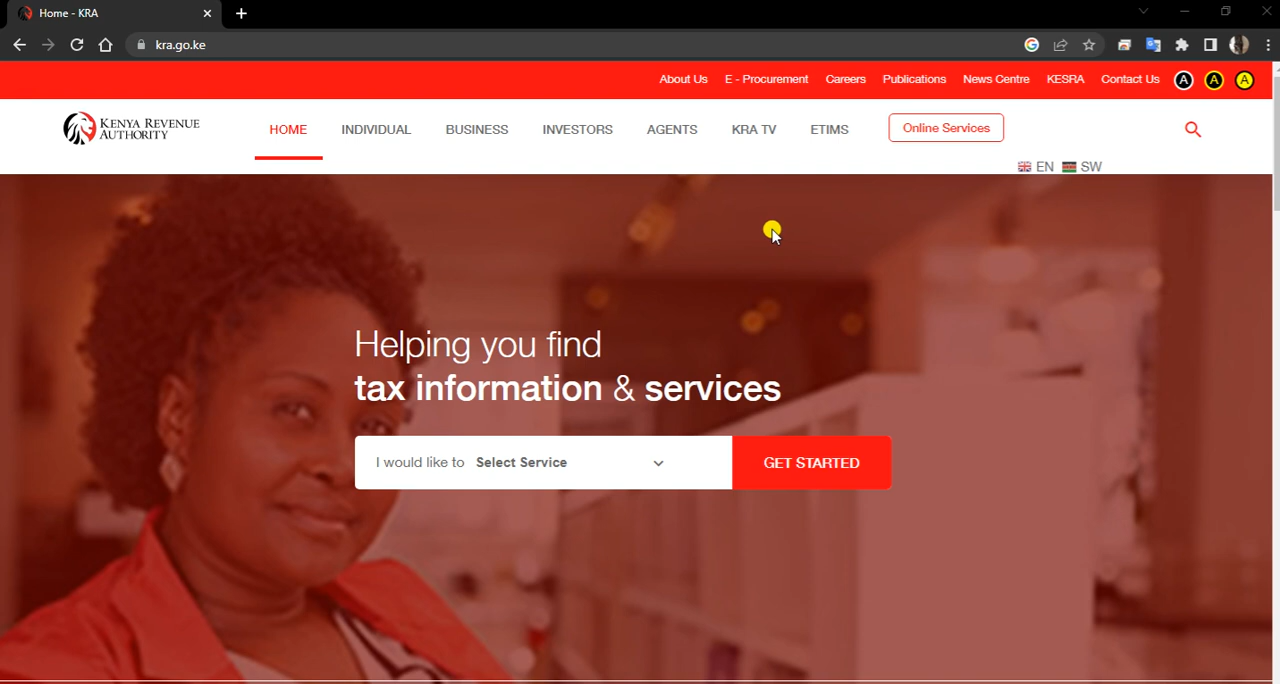 Home - KRA
kra.go.ke
About Us E - Procurement Careers Publications News Centre KESRA Contact Us A A A
KENYA REVENUE
AUTHORITY
HOME INDIVIDUAL BUSINESS INVESTORS AGENTS KRA TV ETIMS Online Services
EN SW
Helping you find
tax information & services
I would like to Select Service GET STARTED